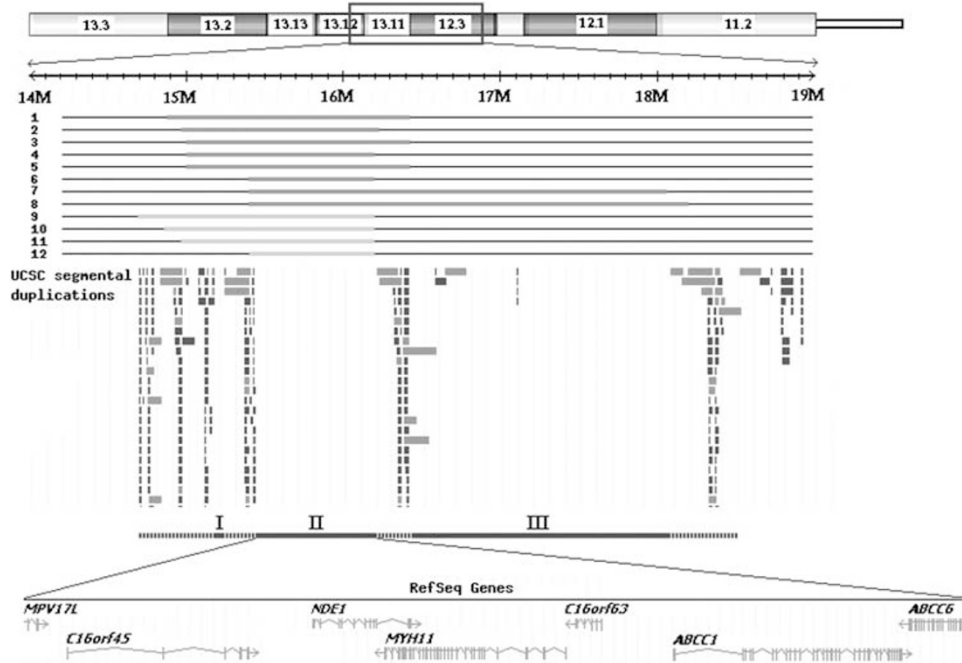 13.3 13.2 13.13 13.12 13.11 12.3 12.1 11.2
14M 15M 16M 17M 18M 19M
1
2
3
4
5
6
7
8
9
10
11
12
UCSC segmental
duplications
I II III
RefSeq Genes
MPV17L NDE1 C16orf63 ABCC6
C16orf45 MYH11 ABCC1